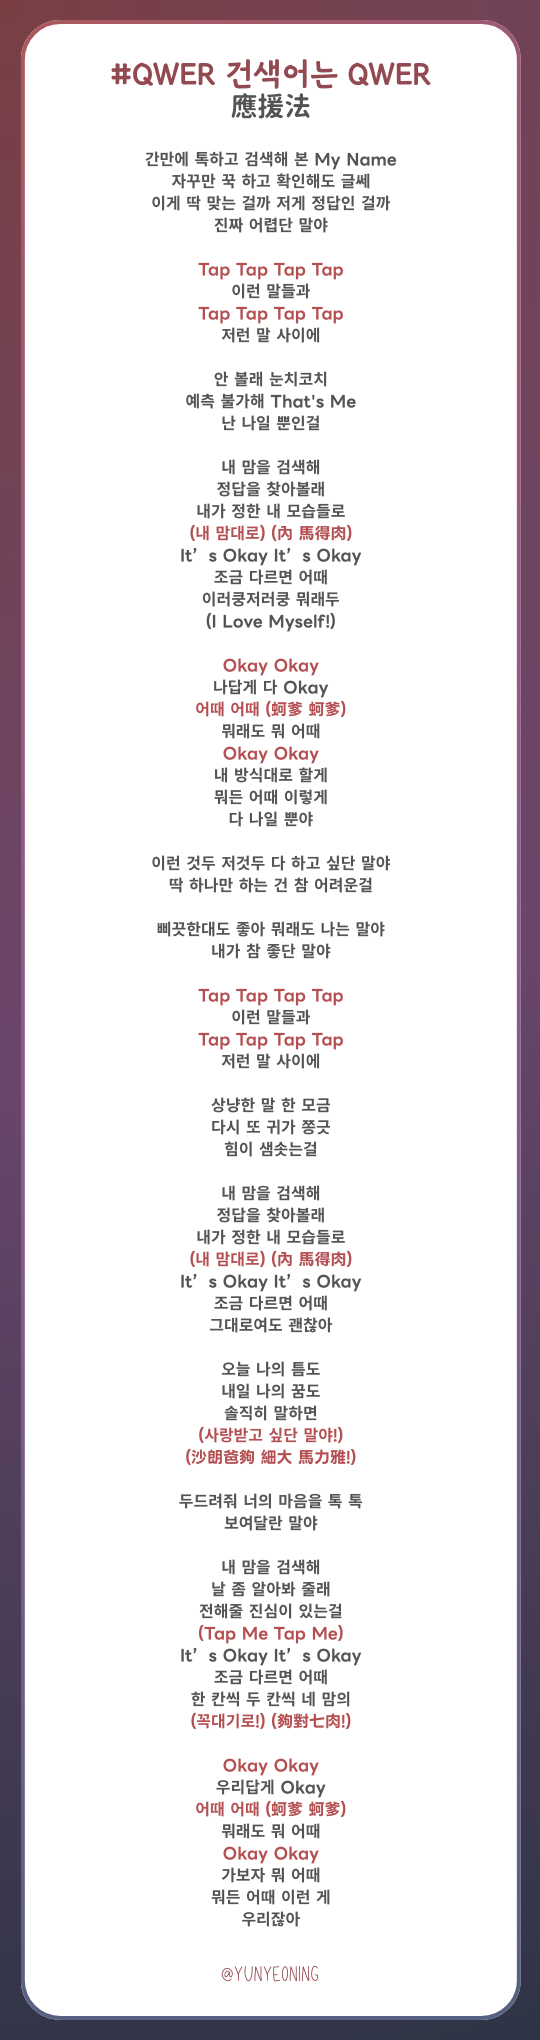 #QWER 건색어는 QWER
應援法
간만에 톡하고 검색해 본 My Name
자꾸만 꾹 하고 확인해도 글쎄
이게 딱 맞는 걸까 저게 정답인 걸까
진짜 어렵단 말야
Tap Tap Tap Tap
이런 말들과
Tap Tap Tap Tap
저런 말 사이에
안 볼래 눈치코치
예측 불가해 That's Me
난 나일 뿐인걸
내 맘을 검색해
정답을 찾아볼래
내가 정한 내 모습들로
(내 맘대로) (內 馬得肉)
It’s Okay It’s Okay
조금 다르면 어때
이러쿵저러쿵 뭐래두
(I Love Myself!)
Okay Okay
나답게 다 Okay
어때 어때 (蚵爹 蚵爹)
뭐래도 뭐 어때
Okay Okay
내 방식대로 할게
뭐든 어때 이렇게
다 나일 뿐야
이런 것두 저것두 다 하고 싶단 말야
딱 하나만 하는 건 참 어려운걸
삐끗한대도 좋아 뭐래도 나는 말야
내가 참 좋단 말야
Tap Tap Tap Tap
이런 말들과
Tap Tap Tap Tap
저런 말 사이에
상냥한 말 한 모금
다시 또 귀가 쫑긋
힘이 샘솟는걸
내 맘을 검색해
정답을 찾아볼래
내가 정한 내 모습들로
(내 맘대로) (內 馬得肉)
It’s Okay It’s Okay
조금 다르면 어때
그대로여도 괜찮아
오늘 나의 틈도
내일 나의 꿈도
솔직히 말하면
(사랑받고 싶단 말야!)
(沙朗爸夠 細大 馬力雅!)
두드려줘 너의 마음을 톡 톡
보여달란 말야
내 맘을 검색해
날 좀 알아봐 줄래
전해줄 진심이 있는걸
(Tap Me Tap Me)
It’s Okay It’s Okay
조금 다르면 어때
한 칸씩 두 칸씩 네 맘의
(꼭대기로!) (夠對七肉!)
Okay Okay
우리답게 Okay
어때 어때 (蚵爹 蚵爹)
뭐래도 뭐 어때
Okay Okay
가보자 뭐 어때
뭐든 어때 이런 게
우리잖아
@YUNYEONING